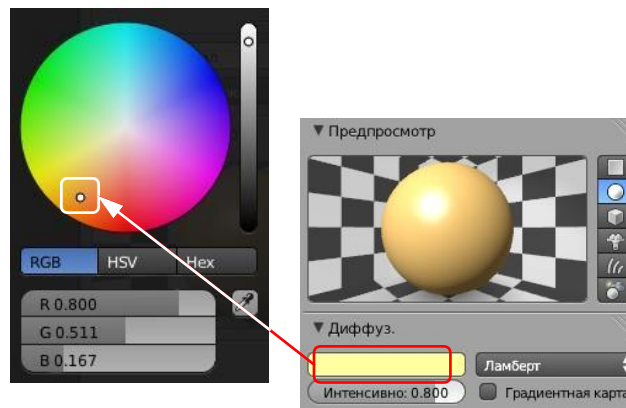 RGB HSV Hex
R 0.800
G 0.511
B 0.167
Предпросмотр
Диффуз.
Ламберт
Интенсивно: 0.800 Градиентная карта